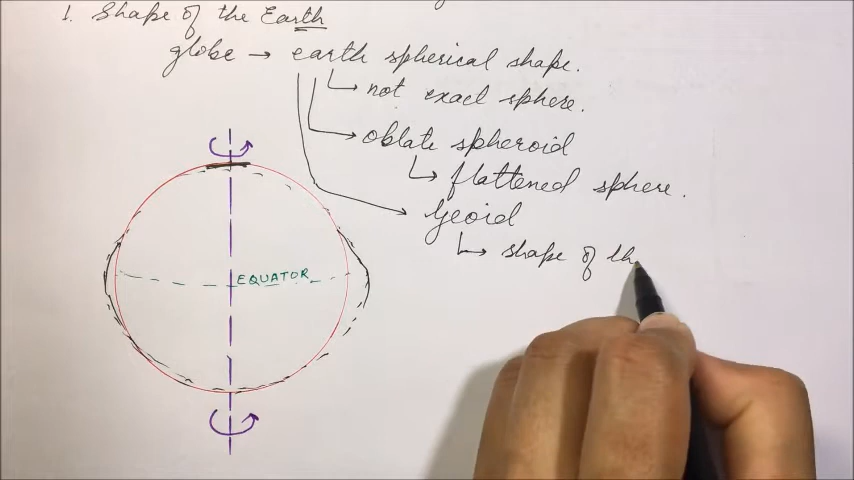 1. Shape of the Earth
globe → earth spherical shape.
↳ not exact sphere.
→ oblate spheroid
↳ flattened sphere.
Geoid
↳ shape of th
EQUATOR